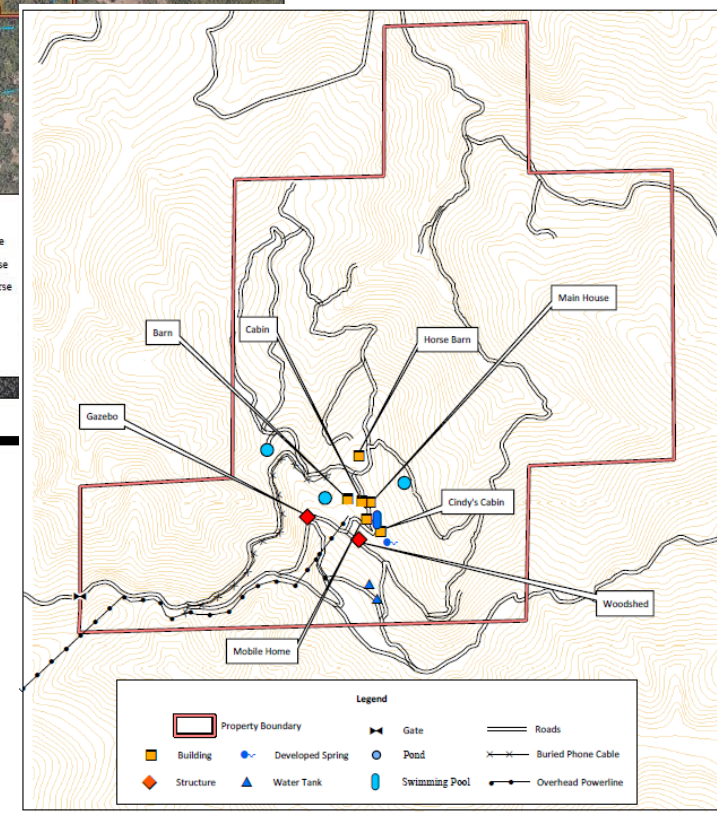 Main House
Barn
Cabin
Horse Barn
Gazebo
Cindy's Cabin
Woodshed
Mobile Home
Legend
Property Boundary
Gate
Roads
Building
Developed Spring
Pond
Buried Phone Cable
Structure
Water Tank
Swimming Pool
Overhead Powerline